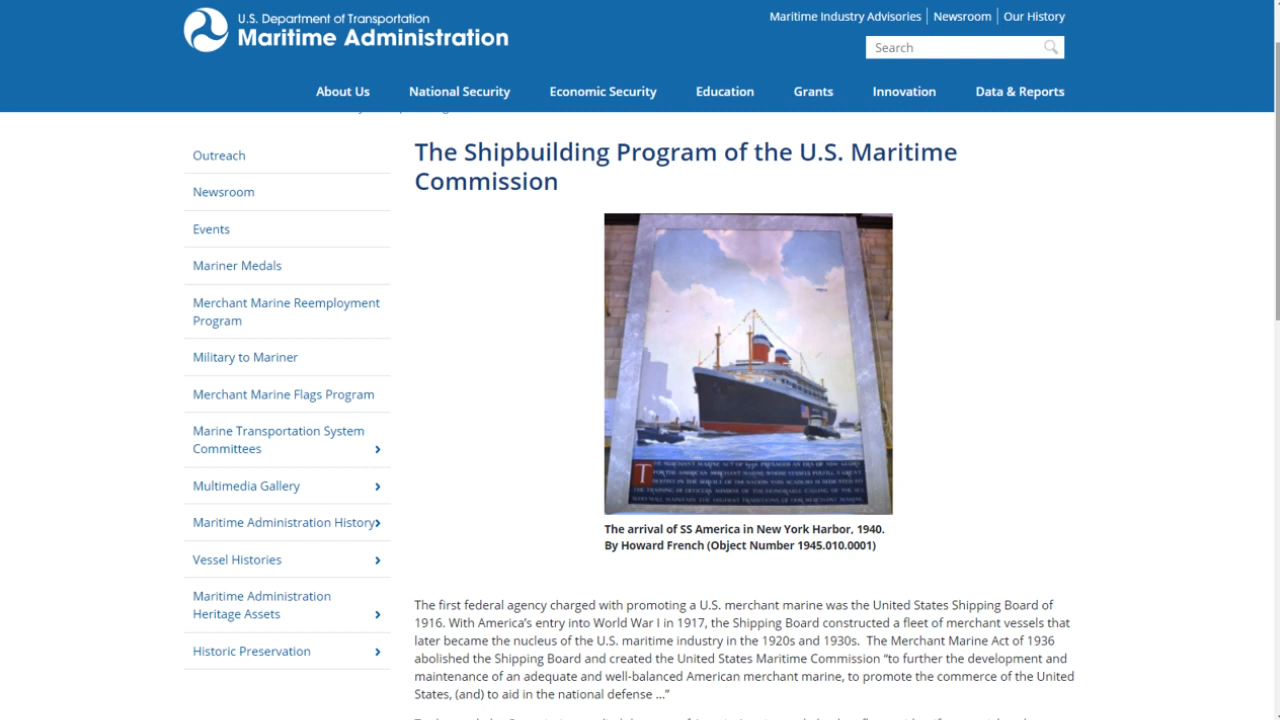 U.S. Department of Transportation
Maritime Administration
Maritime Industry Advisories
Newsroom
Our History
Search
About Us
National Security
Economic Security
Education
Grants
Innovation
Data & Reports
Outreach
Newsroom
Events
Mariner Medals
Merchant Marine Reemployment
Program
Military to Mariner
Merchant Marine Flags Program
Marine Transportation System
Committees
Multimedia Gallery
Maritime Administration History
Vessel Histories
Maritime Administration
Heritage Assets
Historic Preservation
The Shipbuilding Program of the U.S. Maritime
Commission
The arrival of SS America in New York Harbor, 1940.
By Howard French (Object Number 1945.010.0001)
The first federal agency charged with promoting a U.S. merchant marine was the United States Shipping Board of
1916. With America’s entry into World War I in 1917, the Shipping Board constructed a fleet of merchant vessels that
later became the nucleus of the U.S. maritime industry in the 1920s and 1930s.  The Merchant Marine Act of 1936
abolished the Shipping Board and created the United States Maritime Commission “to further the development and
maintenance of an adequate and well-balanced American merchant marine, to promote the commerce of the United
States, (and) to aid in the national defense …”